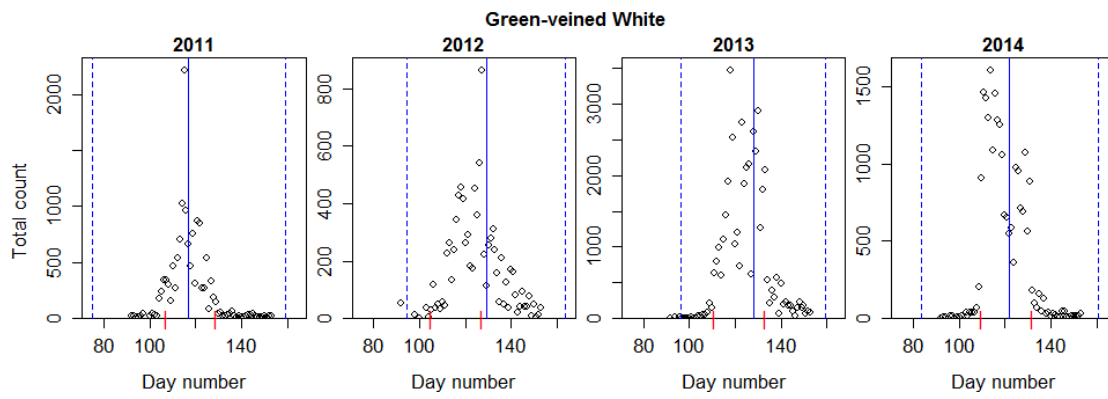 Green-veined White
2011 2012 2013 2014
Total count
0 500 1000 2000
0 200 400 600 800
0 1000 2000 3000
0 500 1000 1500
80 100 140 80 100 140 80 100 140 80 100 140
Day number Day number Day number Day number